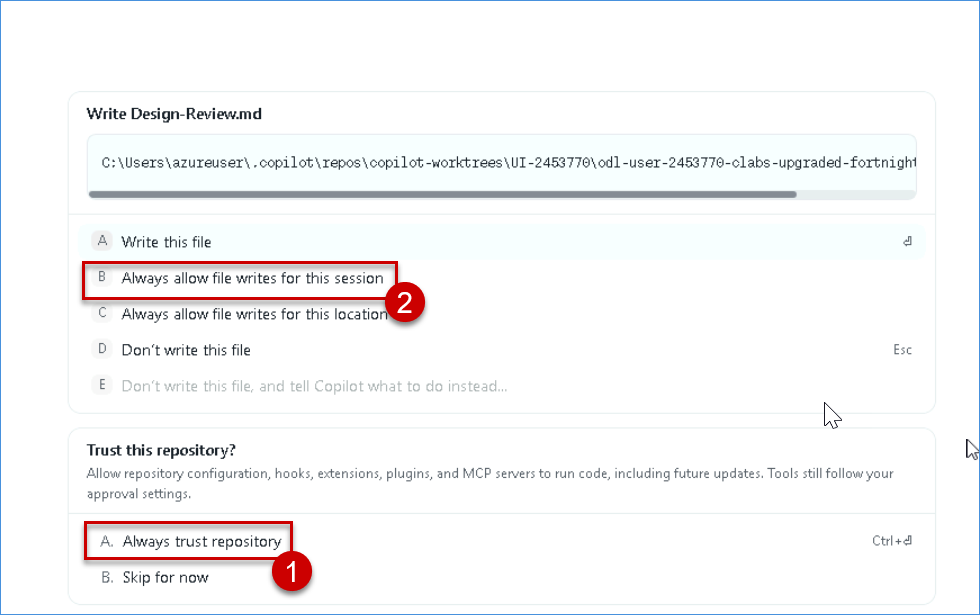 Write Design-Review.md
C:\Users\azureuser\.copilot\repos\copilot-worktrees\UI-2453770\odl-user-2453770-clabs-upgraded-fortnight
A Write this file ⏎
B Always allow file writes for this session
2
C Always allow file writes for this location
D Don't write this file Esc
E Don't write this file, and tell Copilot what to do instead...
Trust this repository?
Allow repository configuration, hooks, extensions, plugins, and MCP servers to run code, including future updates. Tools still follow your
approval settings.
A. Always trust repository Ctrl+⏎
1
B. Skip for now